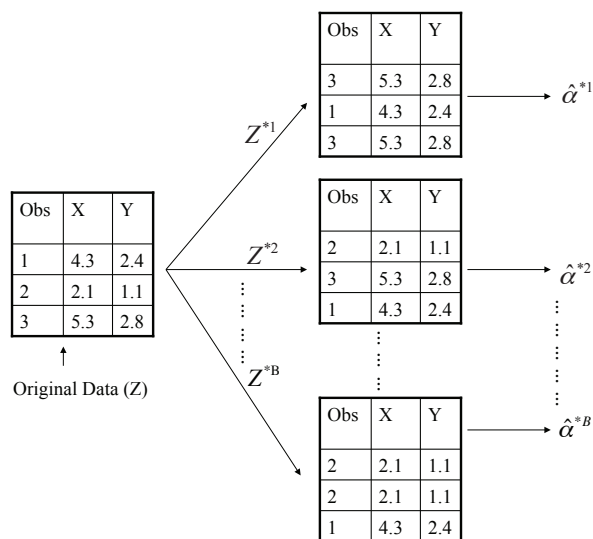 Obs X Y
3 5.3 2.8
1 4.3 2.4
3 5.3 2.8
α̂*1
Z*1
Obs X Y
1 4.3 2.4
2 2.1 1.1
3 5.3 2.8
Original Data (Z)
Z*2
Obs X Y
2 2.1 1.1
3 5.3 2.8
1 4.3 2.4
α̂*2
Z*B
Obs X Y
2 2.1 1.1
2 2.1 1.1
1 4.3 2.4
α̂*B